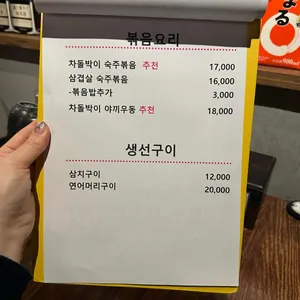 볶음요리
차돌박이 숙주볶음 추천 17,000
삼겹살 숙주볶음 16,000
-볶음밥추가 3,000
차돌박이 야끼우동 추천 18,000
생선구이
삼치구이 12,000
연어머리구이 20,000
まる